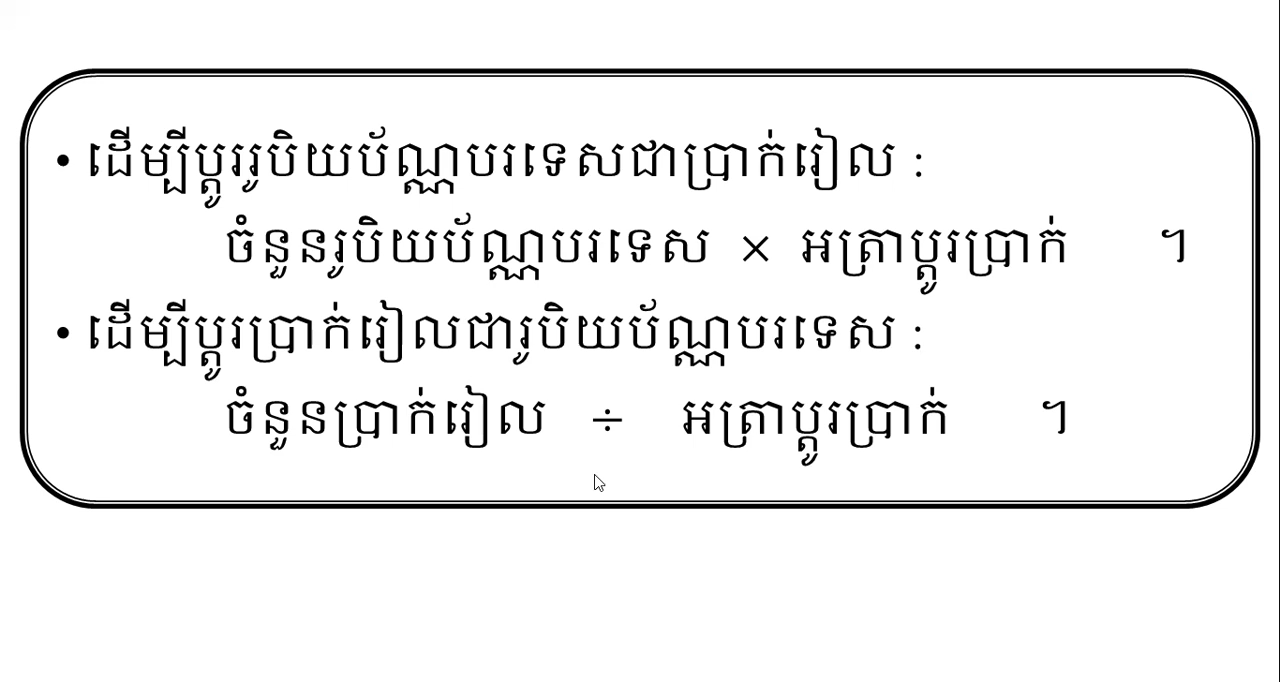 • ដើម្បីប្តូររូបិយប័ណ្ណបរទេសជាប្រាក់រៀល :
ចំនួនរូបិយប័ណ្ណបរទេស × អត្រាប្តូរប្រាក់ ។
• ដើម្បីប្តូរប្រាក់រៀលជារូបិយប័ណ្ណបរទេស :
ចំនួនប្រាក់រៀល ÷ អត្រាប្តូរប្រាក់ ។